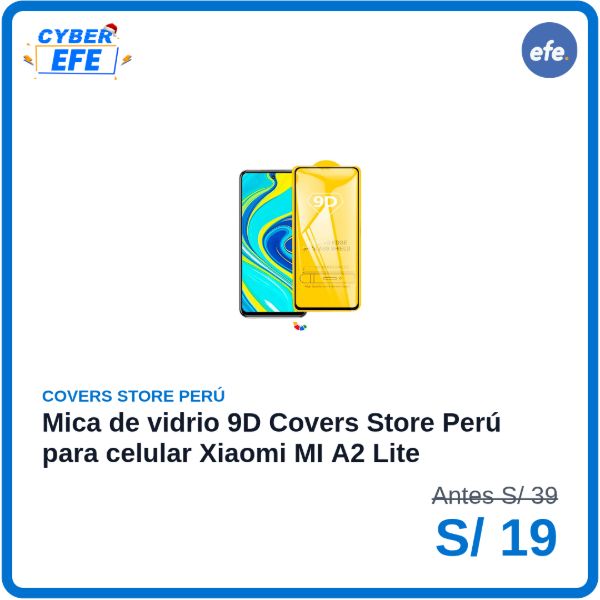 CYBER
EFE
efe.
9D
COVERS STORE PERÚ
Mica de vidrio 9D Covers Store Perú
para celular Xiaomi MI A2 Lite
Antes S/ 39
S/ 19